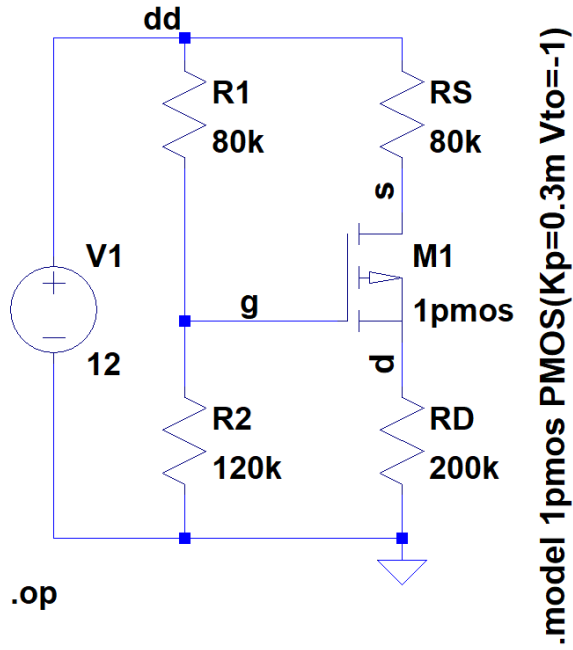 dd
R1
80k
RS
80k
s
V1
M1
g
1pmos
12
d
R2
120k
RD
200k
.op
.model 1pmos PMOS(Kp=0.3m Vto=-1)